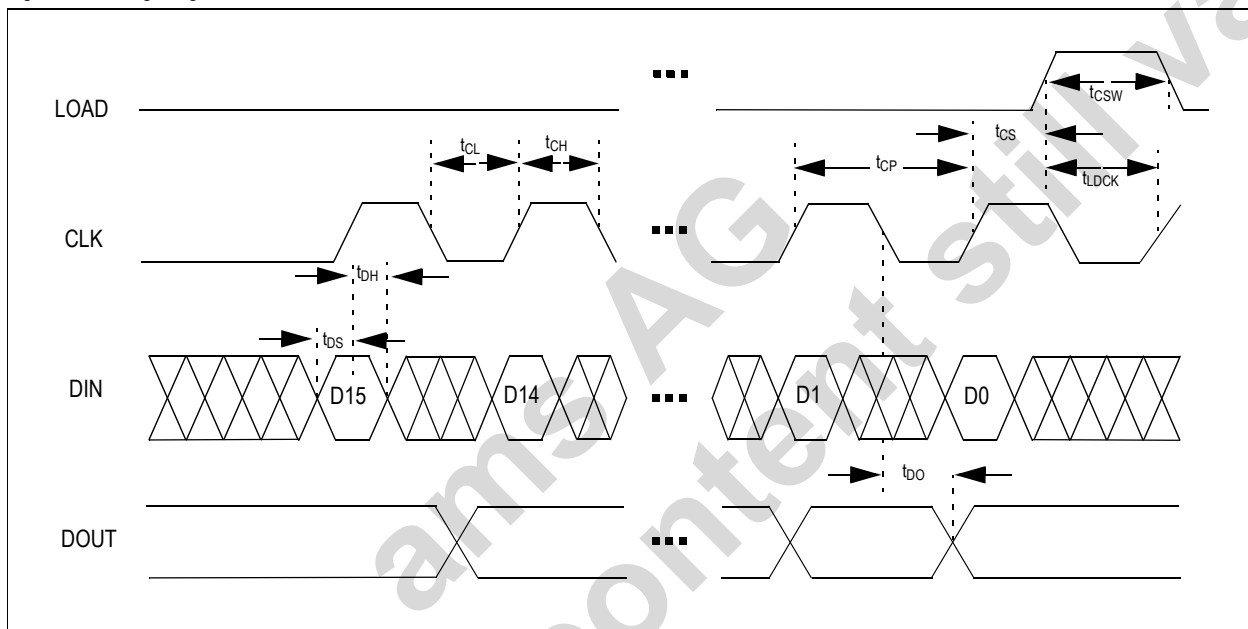 LOAD
tCSW
tCL
tCH
tCS
tCP
tLDCK
CLK
tDH
tDS
DIN
D15
D14
D1
D0
tDO
DOUT
ams AG
content still va